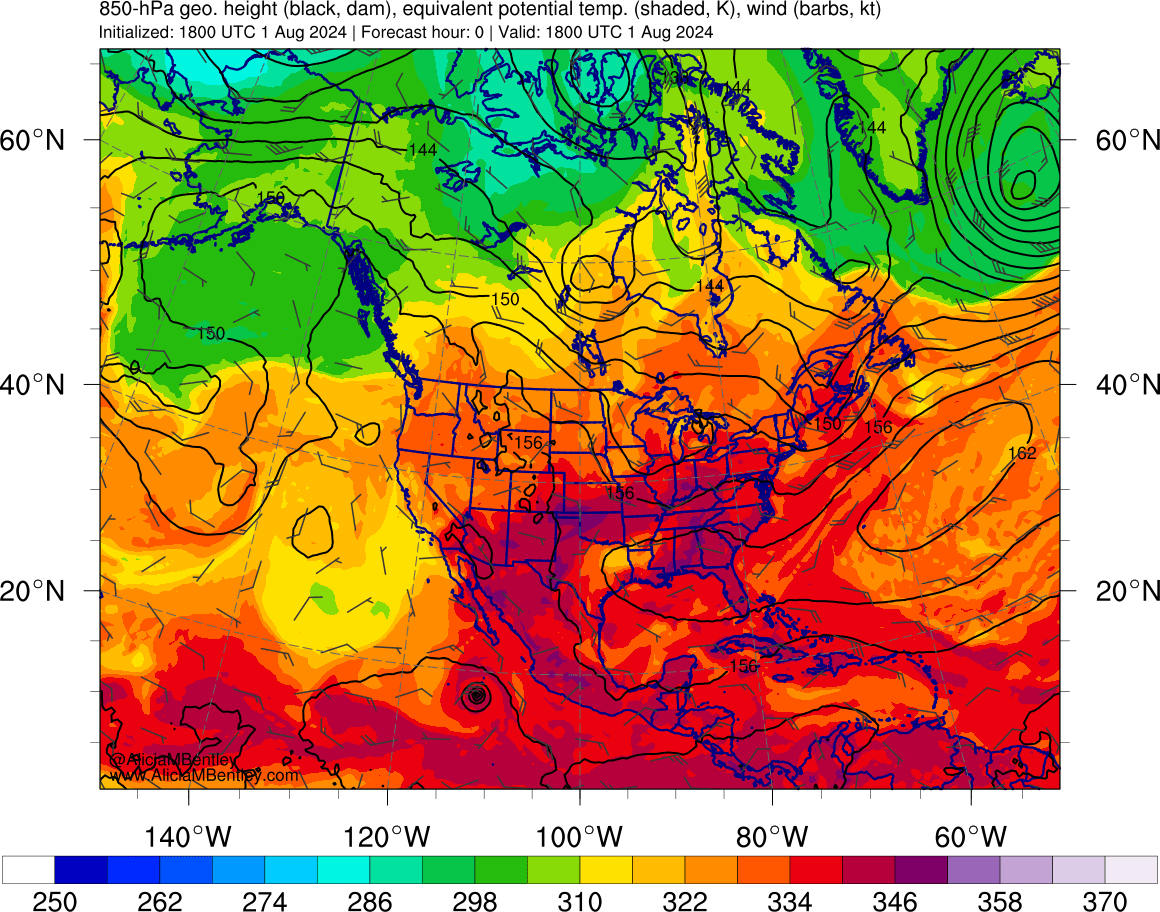 850-hPa geo. height (black, dam), equivalent potential temp. (shaded, K), wind (barbs, kt)
Initialized: 1800 UTC 1 Aug 2024 | Forecast hour: 0 | Valid: 1800 UTC 1 Aug 2024
144
144
60°N
60°N
144
150
150
144
150
0
40°N
40°N
150
156
156
162
156
20°N
20°N
156
@AliciaMBentley
www.AliciaMBentley.com
140°W 120°W 100°W 80°W 60°W
250 262 274 286 298 310 322 334 346 358 370